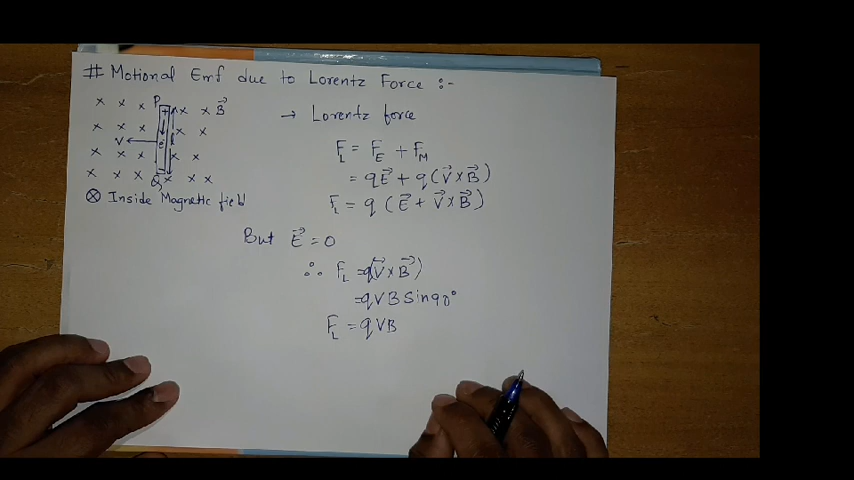 # Motional Emf due to Lorentz Force :-
x x x P + x x B⃗
x x x x x
V e l
x x x x x
x x x Q x x x
⊗ Inside Magnetic field
→ Lorentz force
F_L = F_E + F_M
= qE⃗ + q(V⃗ × B⃗)
F_L = q (E⃗ + V⃗ × B⃗)
But E⃗ = 0
∴ F_L = q(V⃗ × B⃗)
= qVB Sin90°
F_L = qVB